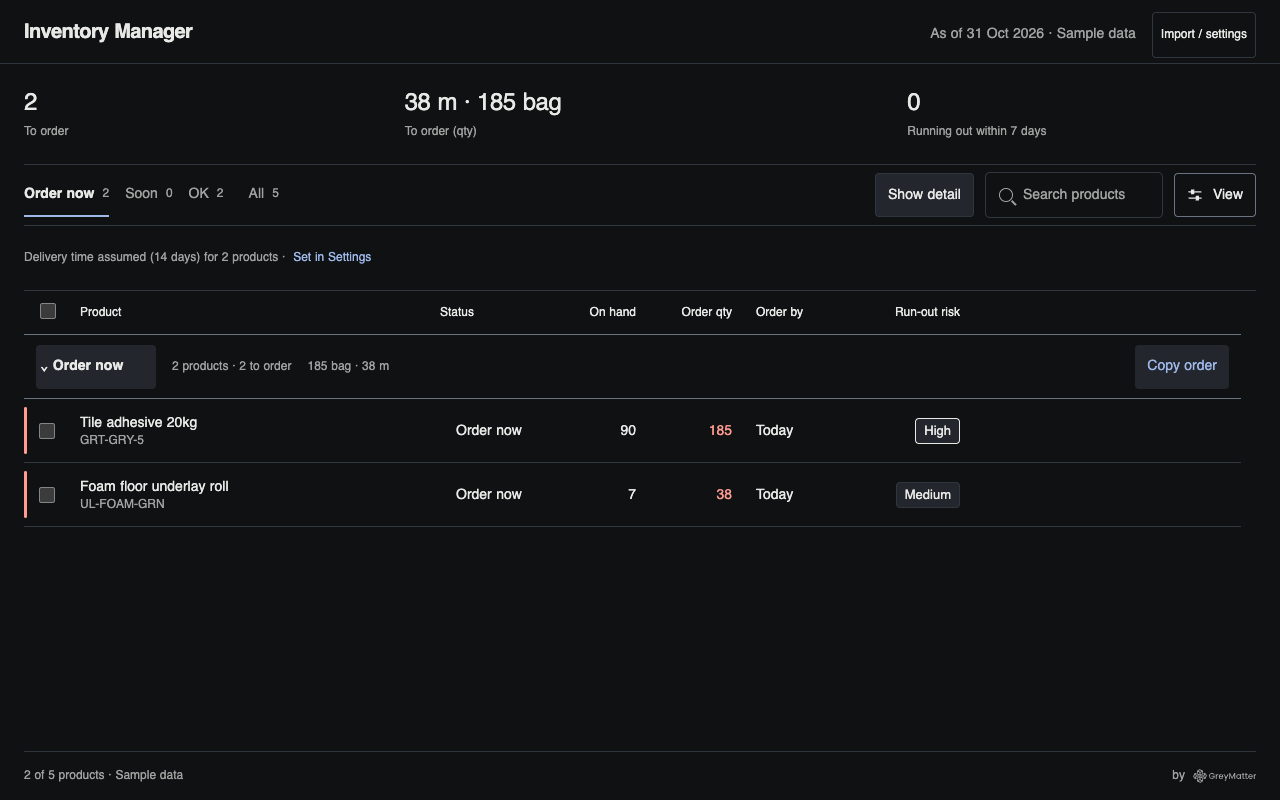 Inventory Manager
As of 31 Oct 2026 · Sample data
Import / settings
2
To order
38 m · 185 bag
To order (qty)
0
Running out within 7 days
Order now 2
Soon 0
OK 2
All 5
Show detail
Search products
View
Delivery time assumed (14 days) for 2 products · Set in Settings
Product Status On hand Order qty Order by Run-out risk
Order now 2 products · 2 to order 185 bag · 38 m Copy order
Tile adhesive 20kg
GRT-GRY-5
Order now 90 185 Today High
Foam floor underlay roll
UL-FOAM-GRN
Order now 7 38 Today Medium
2 of 5 products · Sample data
by GreyMatter